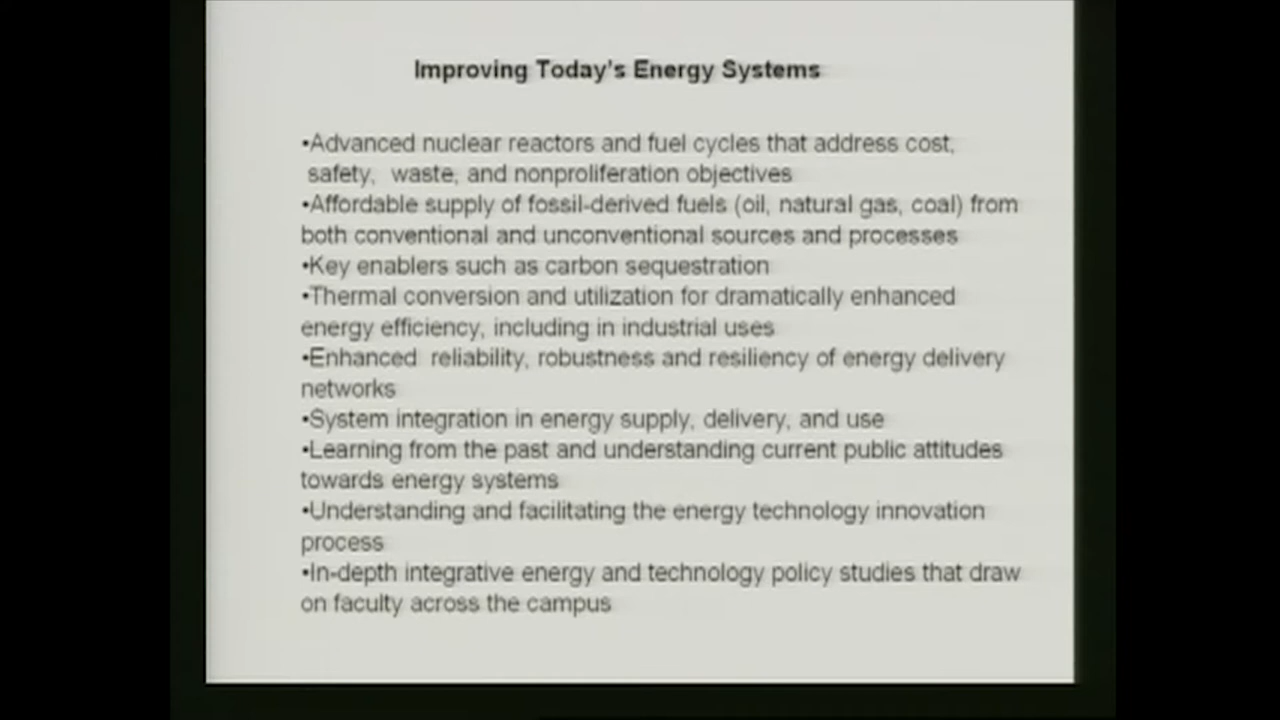 Improving Today's Energy Systems
•Advanced nuclear reactors and fuel cycles that address cost,
safety,  waste, and nonproliferation objectives
•Affordable supply of fossil-derived fuels (oil, natural gas, coal) from
both conventional and unconventional sources and processes
•Key enablers such as carbon sequestration
•Thermal conversion and utilization for dramatically enhanced
energy efficiency, including in industrial uses
•Enhanced  reliability, robustness and resiliency of energy delivery
networks
•System integration in energy supply, delivery, and use
•Learning from the past and understanding current public attitudes
towards energy systems
•Understanding and facilitating the energy technology innovation
process
•In-depth integrative energy and technology policy studies that draw
on faculty across the campus